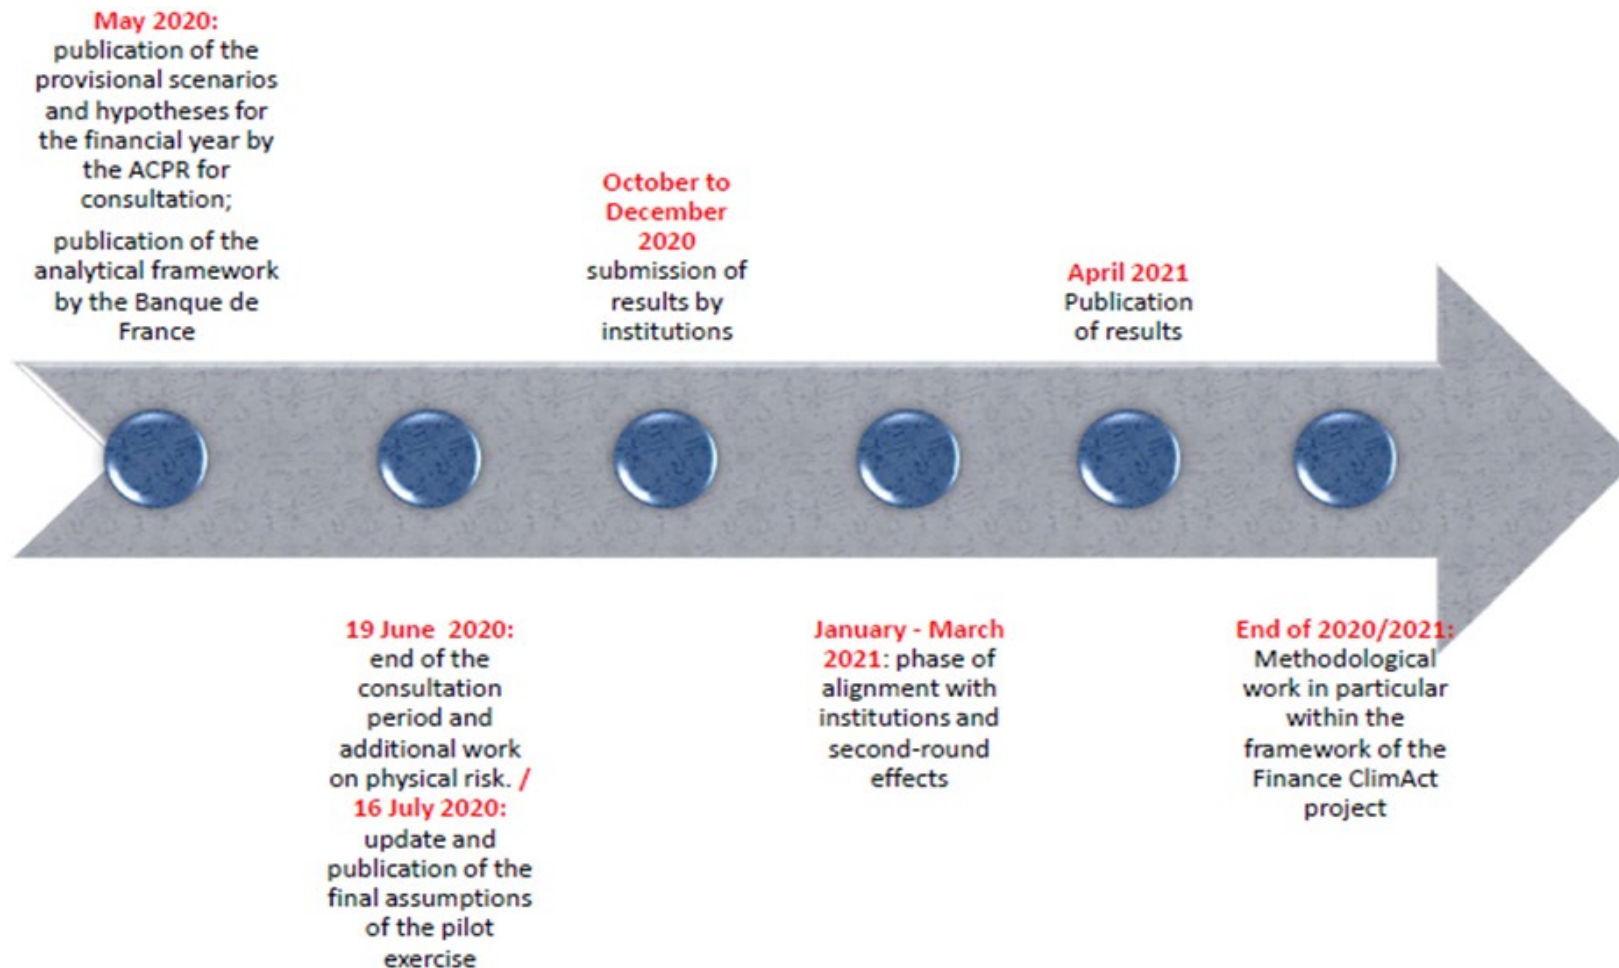 May 2020:
publication of the
provisional scenarios
and hypotheses for
the financial year by
the ACPR for
consultation;
publication of the
analytical framework
by the Banque de
France
19 June 2020:
end of the
consultation
period and
additional work
on physical risk. /
16 July 2020:
update and
publication of the
final assumptions
of the pilot
exercise
October to
December
2020
submission of
results by
institutions
January - March
2021: phase of
alignment with
institutions and
second-round
effects
April 2021
Publication
of results
End of 2020/2021:
Methodological
work in particular
within the
framework of the
Finance ClimAct
project